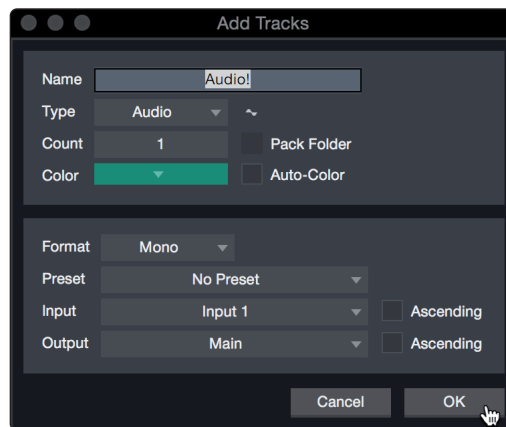 Add Tracks
Name Audio!
Type Audio
Count 1 Pack Folder
Color Auto-Color
Format Mono
Preset No Preset
Input Input 1 Ascending
Output Main Ascending
Cancel OK